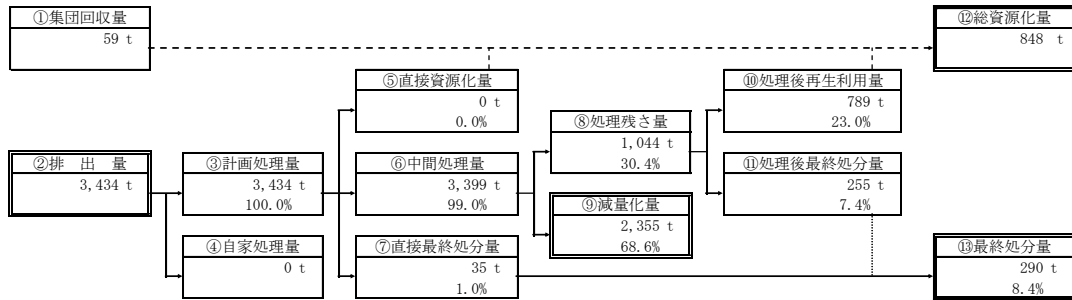 ①集団回収量
59 t
⑫総資源化量
848 t
⑤直接資源化量
0 t
0.0%
⑩処理後再生利用量
789 t
23.0%
⑧処理残さ量
1,044 t
30.4%
②排 出 量
3,434 t
③計画処理量
3,434 t
100.0%
⑥中間処理量
3,399 t
99.0%
⑪処理後最終処分量
255 t
7.4%
⑨減量化量
2,355 t
68.6%
④自家処理量
0 t
⑦直接最終処分量
35 t
1.0%
⑬最終処分量
290 t
8.4%